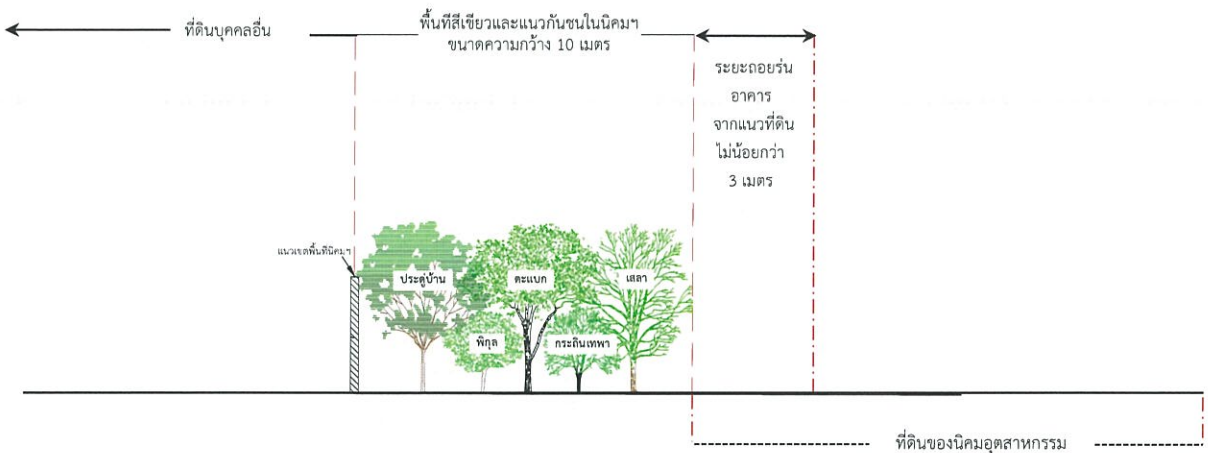 ที่ดินบุคคลอื่น
พื้นที่สีเขียวและแนวกันชนในนิคมฯ
ขนาดความกว้าง 10 เมตร
ระยะถอยร่น
อาคาร
จากแนวที่ดิน
ไม่น้อยกว่า
3 เมตร
แนวเขตพื้นที่นิคมฯ
ประดู่บ้าน
ตะแบก
เสลา
พิกุล
กระถินเทพา
ที่ดินของนิคมอุตสาหกรรม